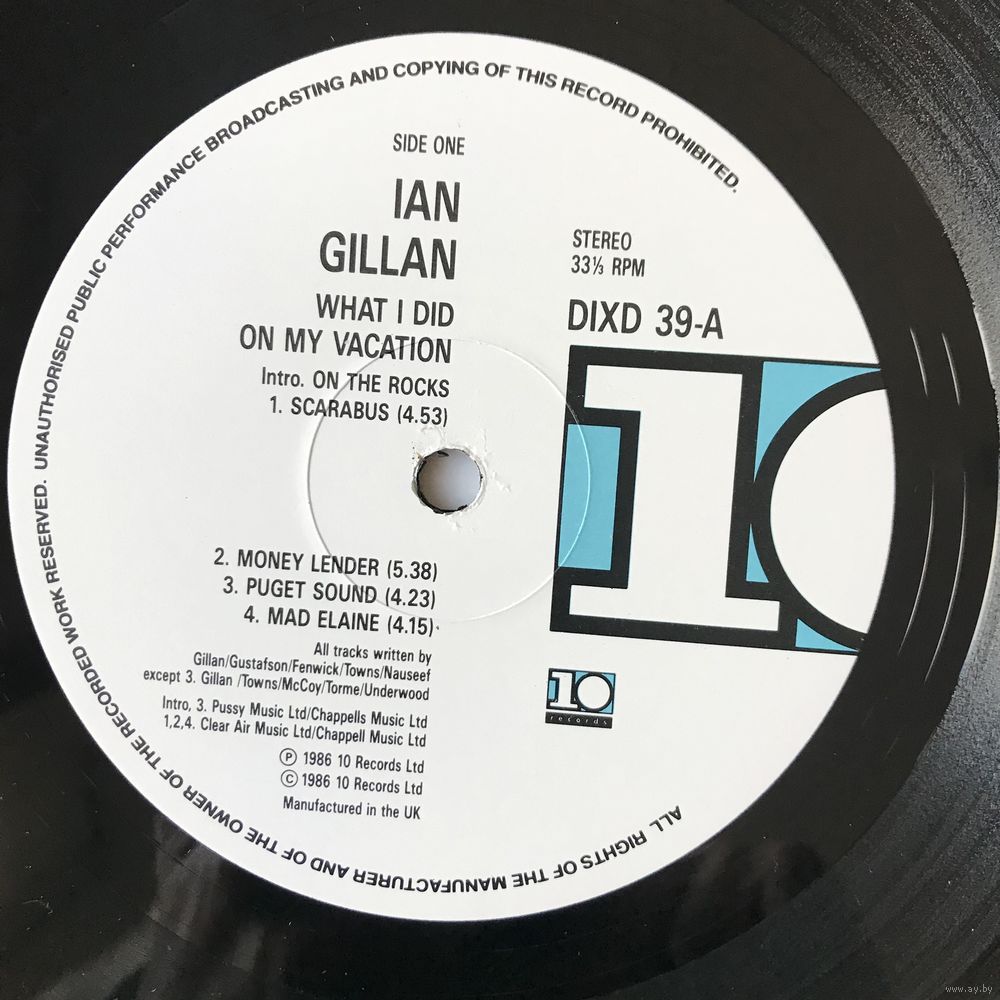 UNAUTHORISED PUBLIC PERFORMANCE BROADCASTING AND COPYING OF THIS RECORD PROHIBITED.
SIDE ONE
IAN
GILLAN
WHAT I DID
ON MY VACATION
Intro. ON THE ROCKS
1. SCARABUS (4.53)
2. MONEY LENDER (5.38)
3. PUGET SOUND (4.23)
4. MAD ELAINE (4.15)
All tracks written by
Gillan/Gustafson/Fenwick/Towns/Nauseef
except 3. Gillan /Towns/McCoy/Torme/Underwood
Intro, 3. Pussy Music Ltd/Chappells Music Ltd
1,2,4. Clear Air Music Ltd/Chappell Music Ltd
Ⓟ 1986 10 Records Ltd
© 1986 10 Records Ltd
Manufactured in the UK
STEREO
33⅓ RPM
DIXD 39-A
10
10
records
ALL RIGHTS OF THE MANUFACTURER AND OF THE OWNER OF THE RECORDED WORK RESERVED.
www.ay.by